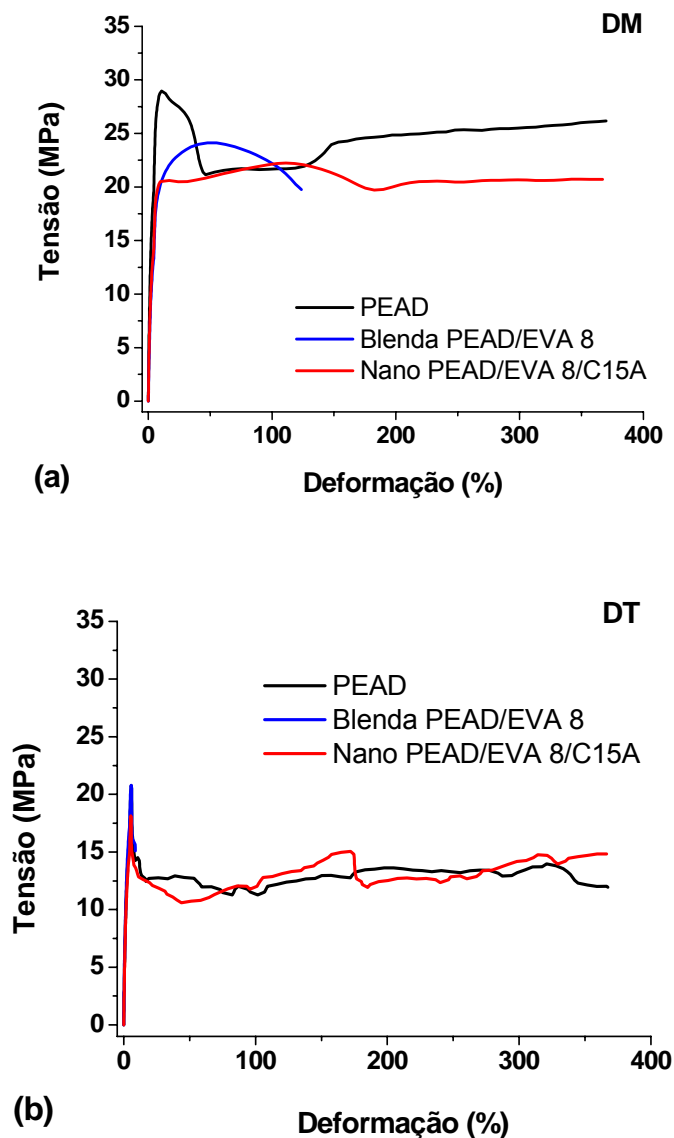 DM
35
30
25
20
15
10
5
0
Tensão (MPa)
PEAD
Blenda PEAD/EVA 8
Nano PEAD/EVA 8/C15A
0 100 200 300 400
(a)
Deformação (%)
DT
35
30
25
20
15
10
5
0
Tensão (MPa)
PEAD
Blenda PEAD/EVA 8
Nano PEAD/EVA 8/C15A
0 100 200 300 400
(b)
Deformação (%)